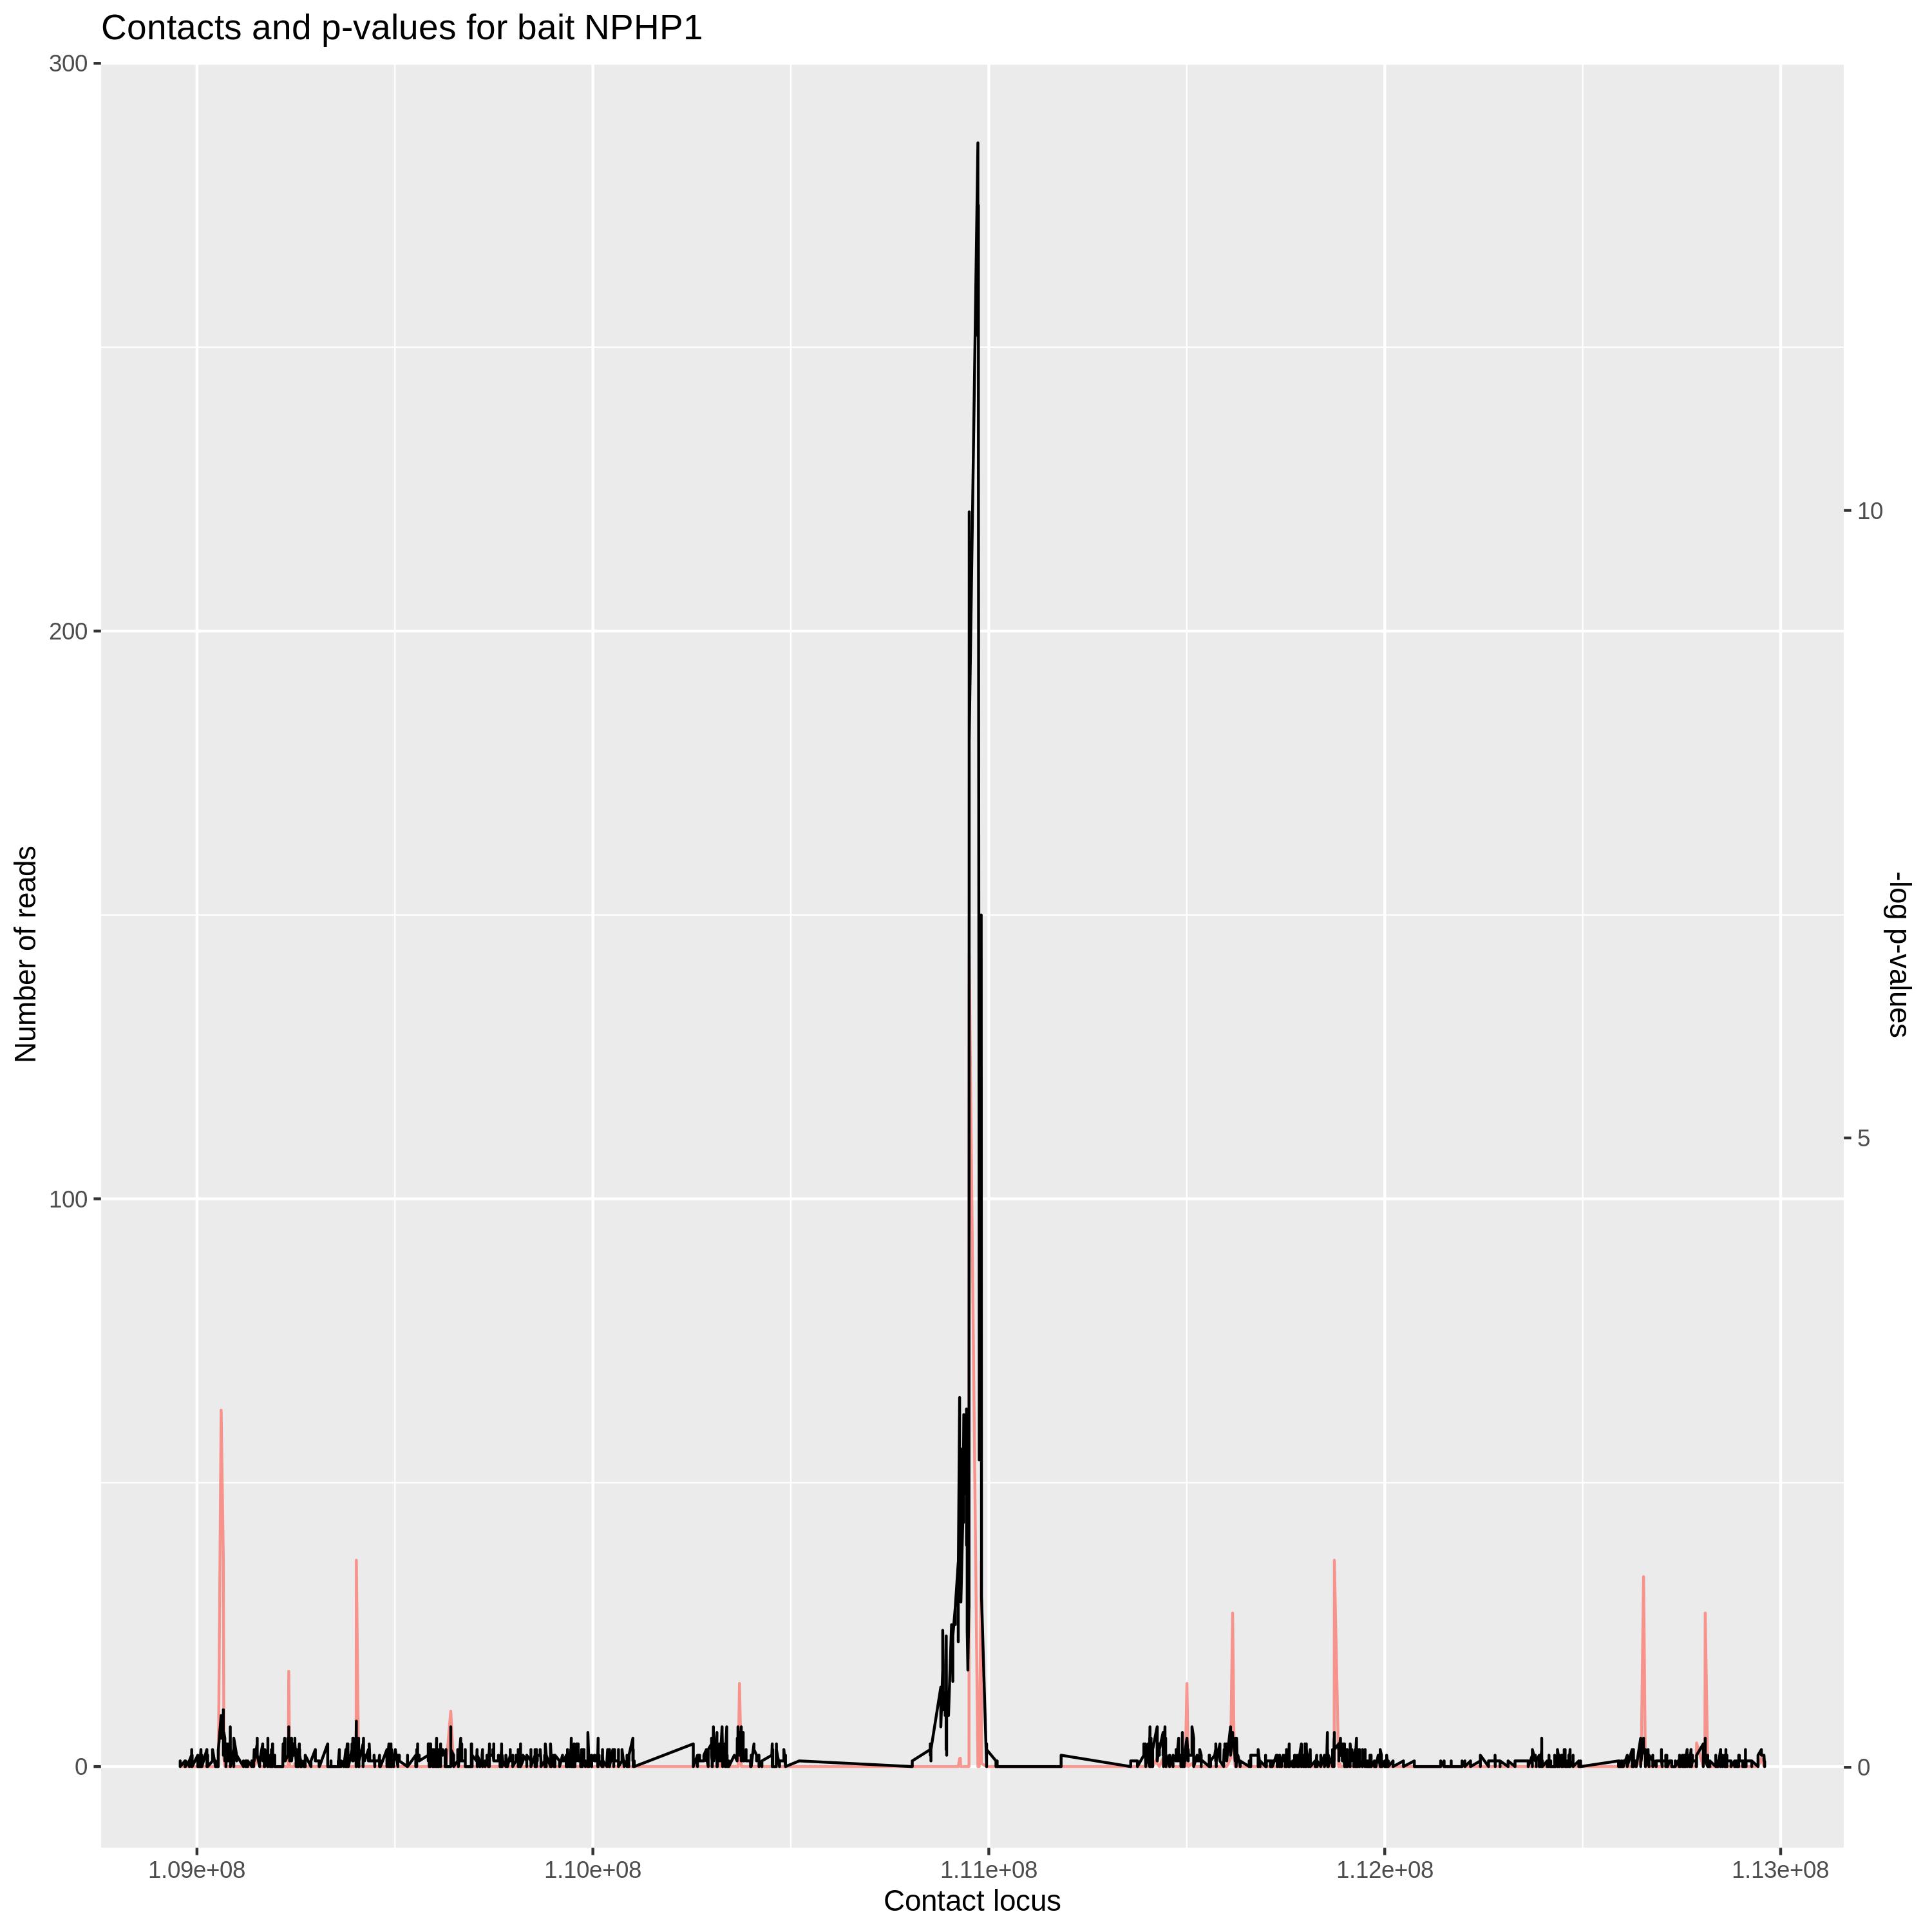 Contacts and p-values for bait NPHP1
300
200
100
0
Number of reads
10
5
0
-log p-values
1.09e+08
1.10e+08
1.11e+08
1.12e+08
1.13e+08
Contact locus